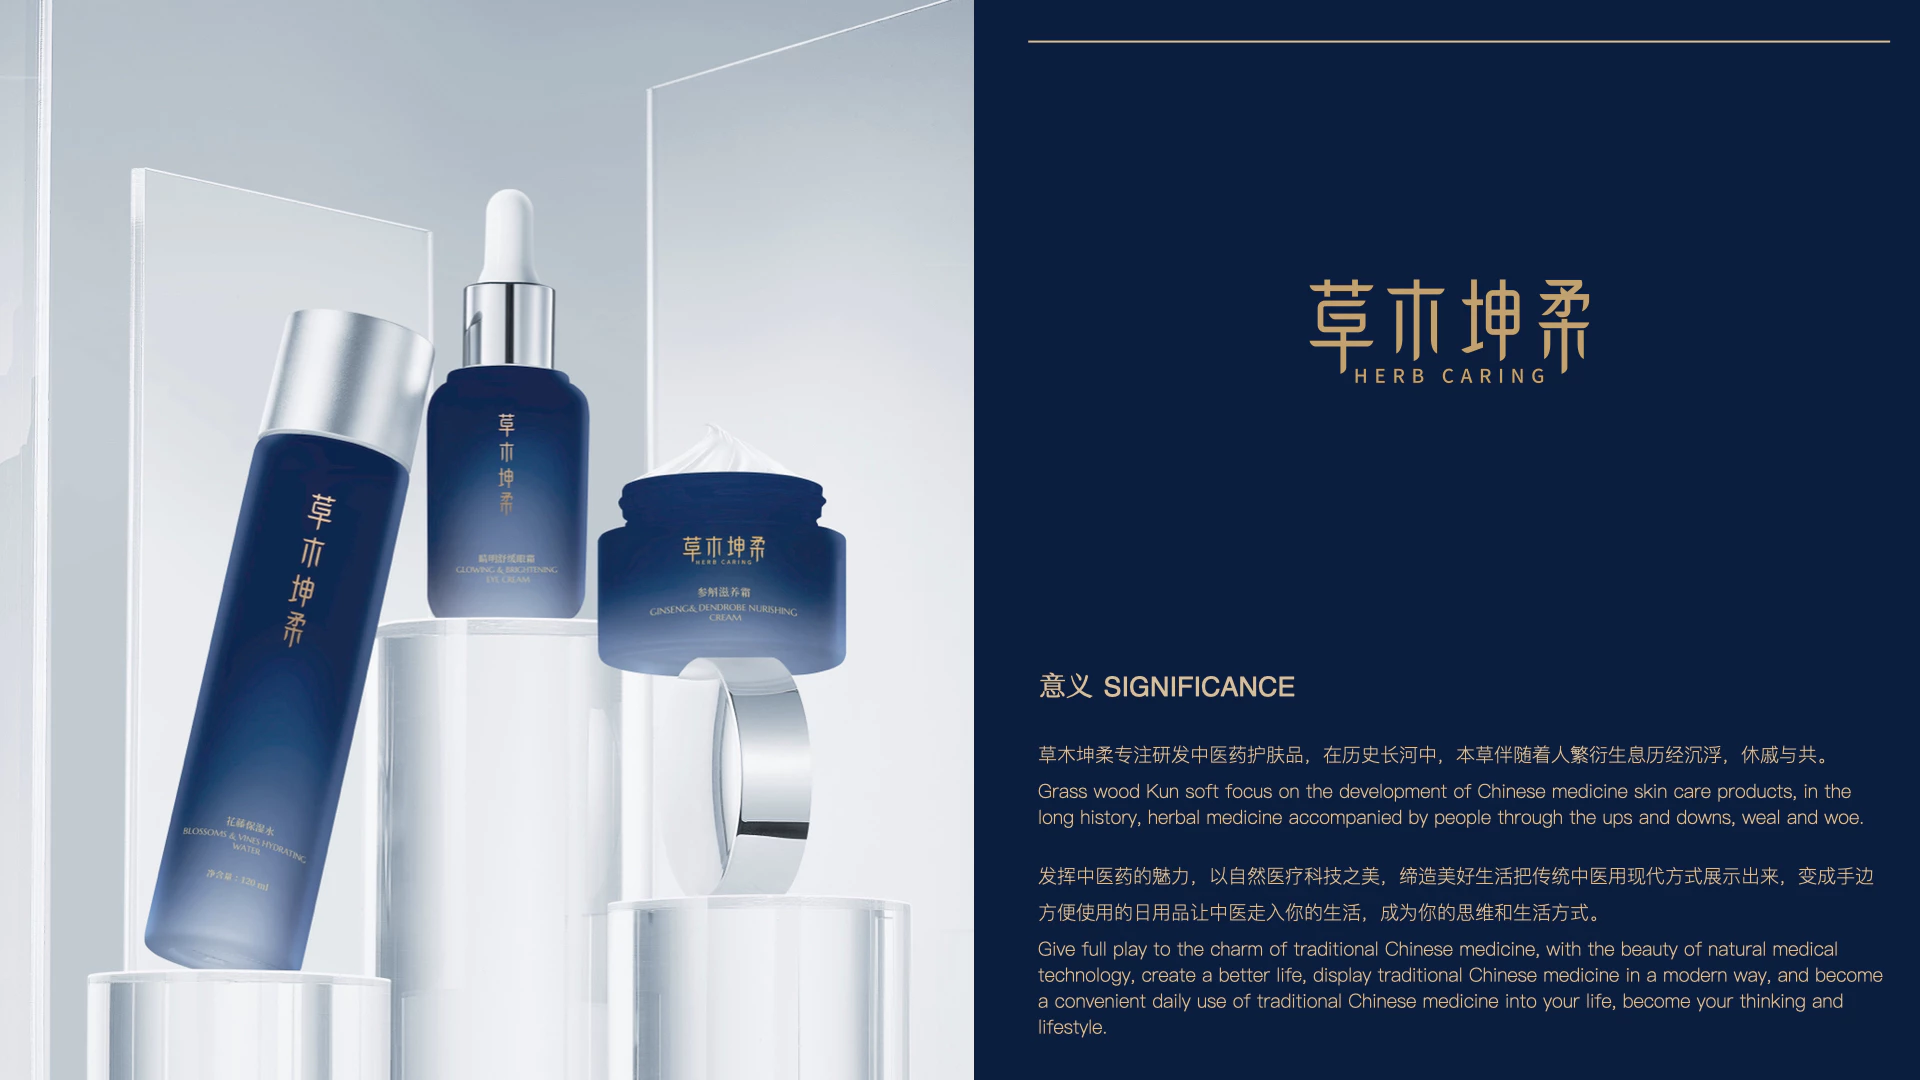 草木坤柔
花藤保湿水
BLOSSOMS & VINES HYDRATING
WATER
净含量：120 ml
草木坤柔
睛明舒缓眼霜
GLOWING & BRIGHTENING
EYE CREAM
草木坤柔
HERB CARING
参斛滋养霜
GINSENG& DENDROBE NURISHING
CREAM
草木坤柔
HERB CARING
意义 SIGNIFICANCE
草木坤柔专注研发中医药护肤品，在历史长河中，本草伴随着人繁衍生息历经沉浮，休戚与共。
Grass wood Kun soft focus on the development of Chinese medicine skin care products, in the
long history, herbal medicine accompanied by people through the ups and downs, weal and woe.
发挥中医药的魅力，以自然医疗科技之美，缔造美好生活把传统中医用现代方式展示出来，变成手边
方便使用的日用品让中医走入你的生活，成为你的思维和生活方式。
Give full play to the charm of traditional Chinese medicine, with the beauty of natural medical
technology, create a better life, display traditional Chinese medicine in a modern way, and become
a convenient daily use of traditional Chinese medicine into your life, become your thinking and
lifestyle.